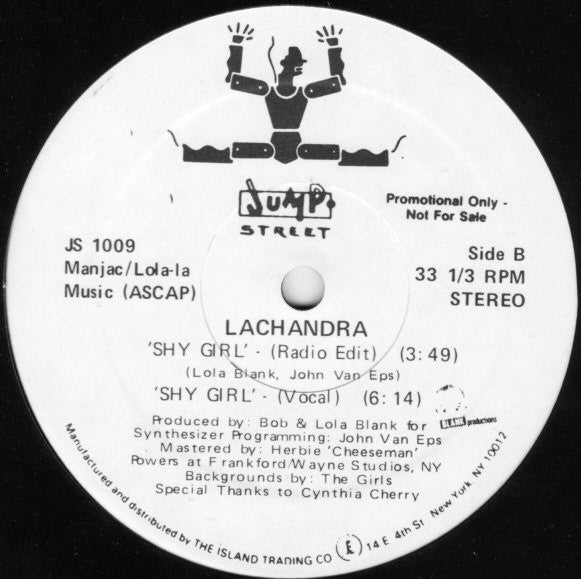 JUMP
STREET
Promotional Only -
Not For Sale
JS 1009
Manjac/Lola-la
Music (ASCAP)
Side B
33 1/3 RPM
STEREO
LACHANDRA
'SHY GIRL' - (Radio Edit) (3:49)
(Lola Blank, John Van Eps)
'SHY GIRL' - (Vocal) (6:14)
Produced by: Bob & Lola Blank for BLANK productions
Synthesizer Programming: John Van Eps
Mastered by: Herbie 'Cheeseman'
Powers at Frankford/Wayne Studios, NY
Backgrounds by: The Girls
Special Thanks to Cynthia Cherry
Manufactured and distributed by THE ISLAND TRADING CO 14 E 4th St New York, NY 10012